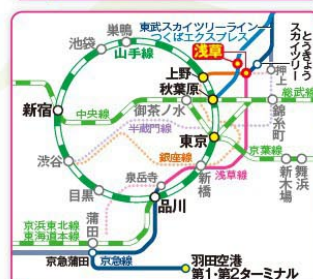 東武スカイツリーライン
つくばエクスプレス
とうきょう
スカイツリー
巣鴨
池袋
山手線
浅草
上野
押上
秋葉原
新宿
御茶ノ水
総武線
中央線
錦糸町
半蔵門線
東京
京葉線
渋谷
銀座線
浅草線
泉岳寺
新橋
新木場
舞浜
目黒
品川
京浜東北線
東海道本線
蒲田
京急蒲田
京急線
羽田空港
第1・第2ターミナル